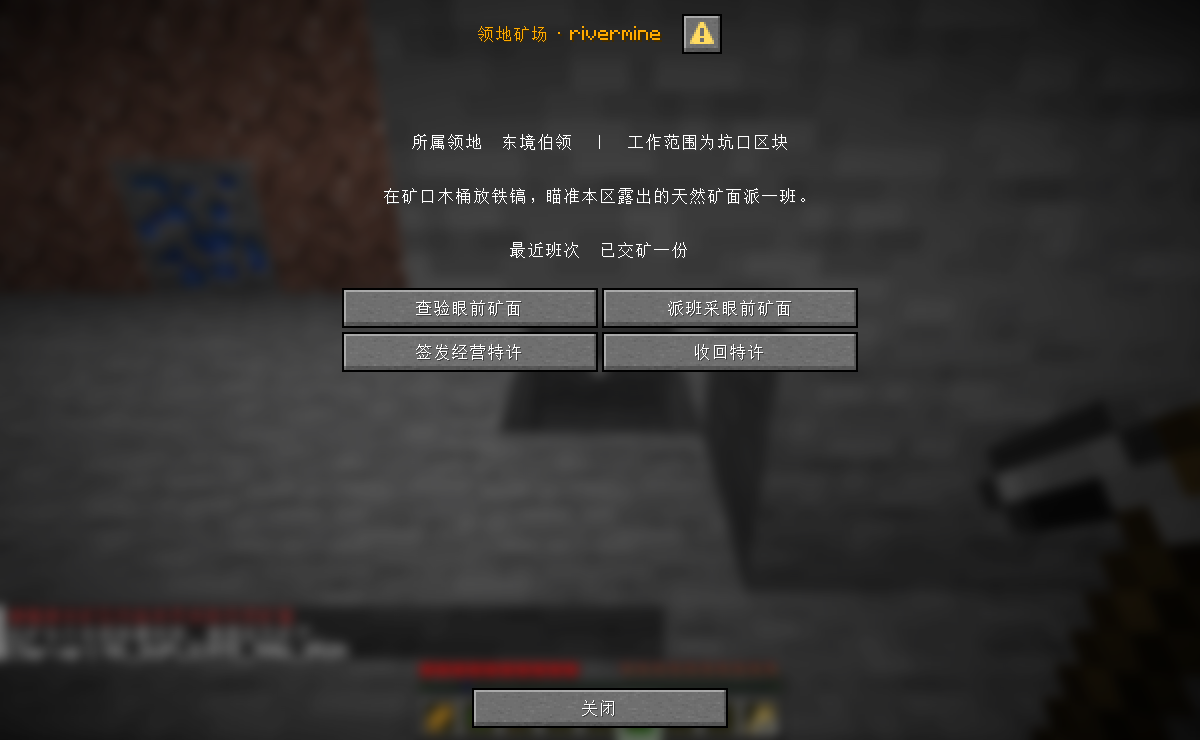 领地矿场 · rivermine
所属领地 东境伯领 | 工作范围为坑口区块
在矿口木桶放铁镐，瞄准本区露出的天然矿面派一班。
最近班次 已交矿一份
查验眼前矿面 派班采眼前矿面
签发经营特许 收回特许
关闭